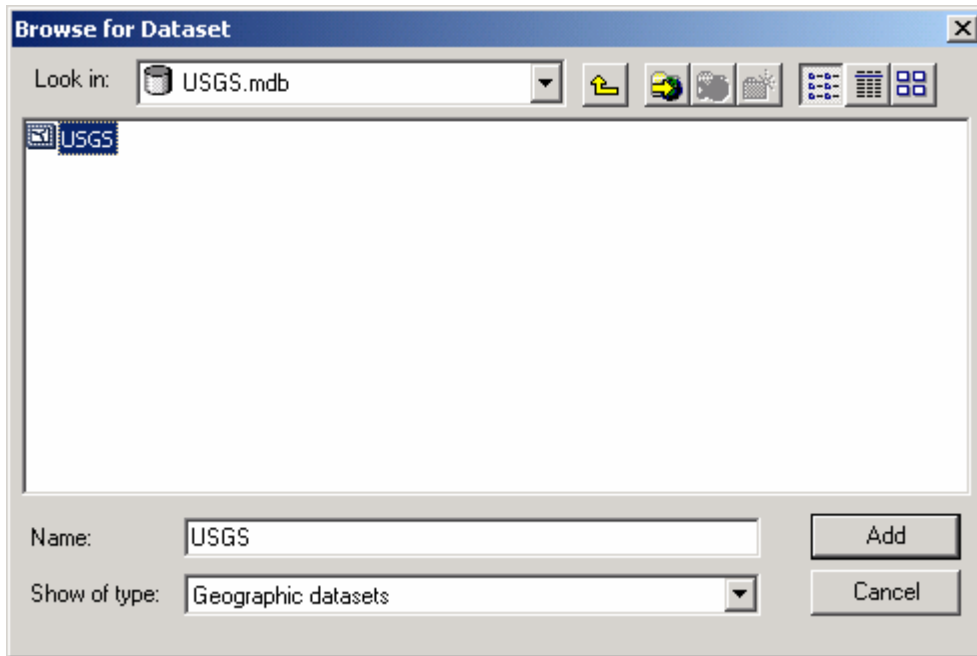 Browse for Dataset
Look in: USGS.mdb
USGS
Name: USGS
Add
Show of type: Geographic datasets
Cancel